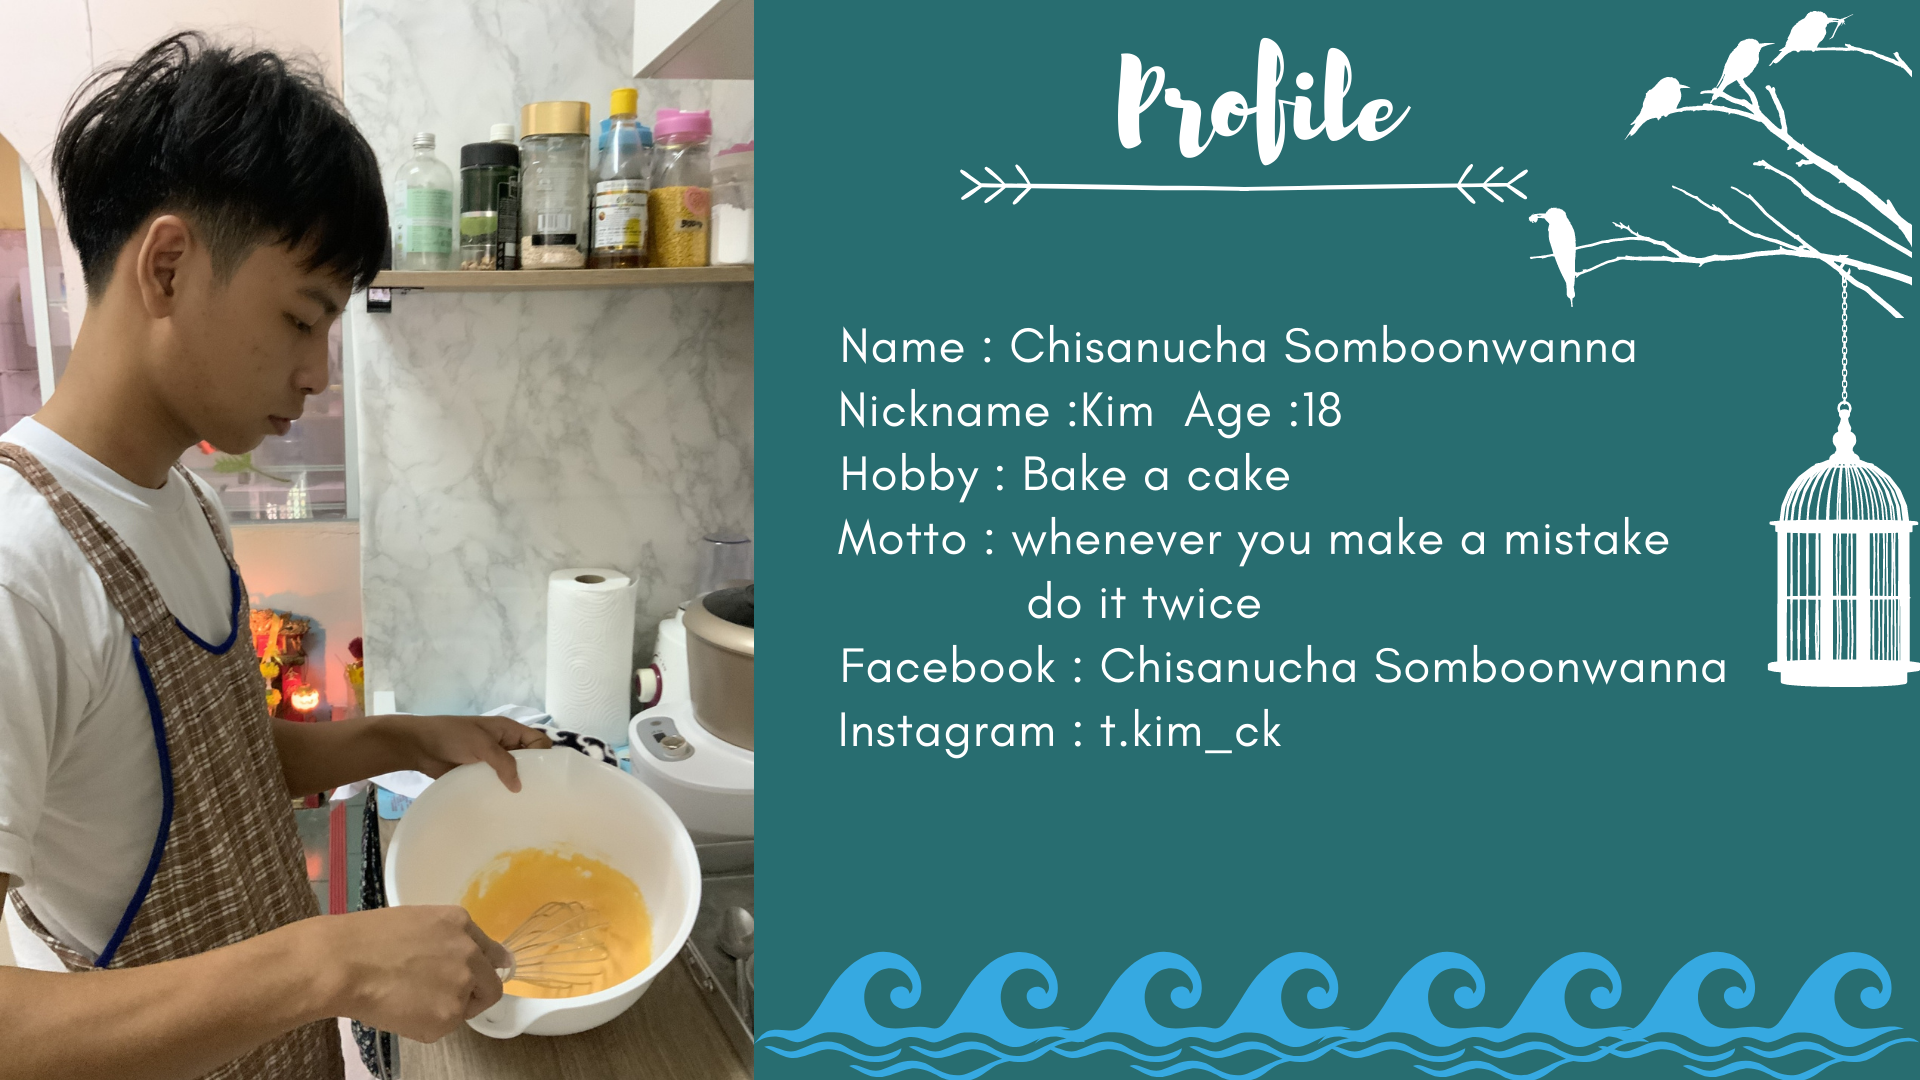 Profile
Name : Chisanucha Somboonwanna
Nickname :Kim  Age :18
Hobby : Bake a cake
Motto : whenever you make a mistake
do it twice
Facebook : Chisanucha Somboonwanna
Instagram : t.kim_ck